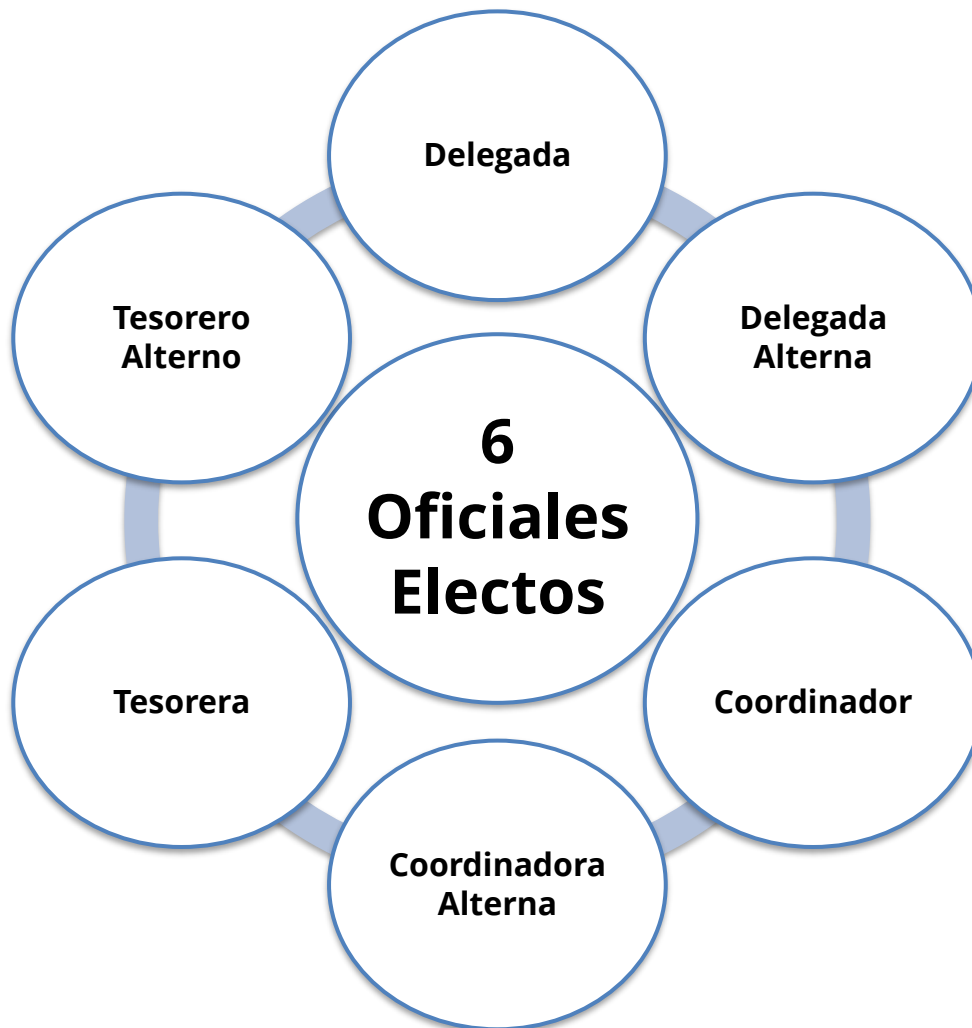 Delegada
Delegada
Alterna
Coordinador
Coordinadora
Alterna
Tesorera
Tesorero
Alterno
6
Oficiales
Electos